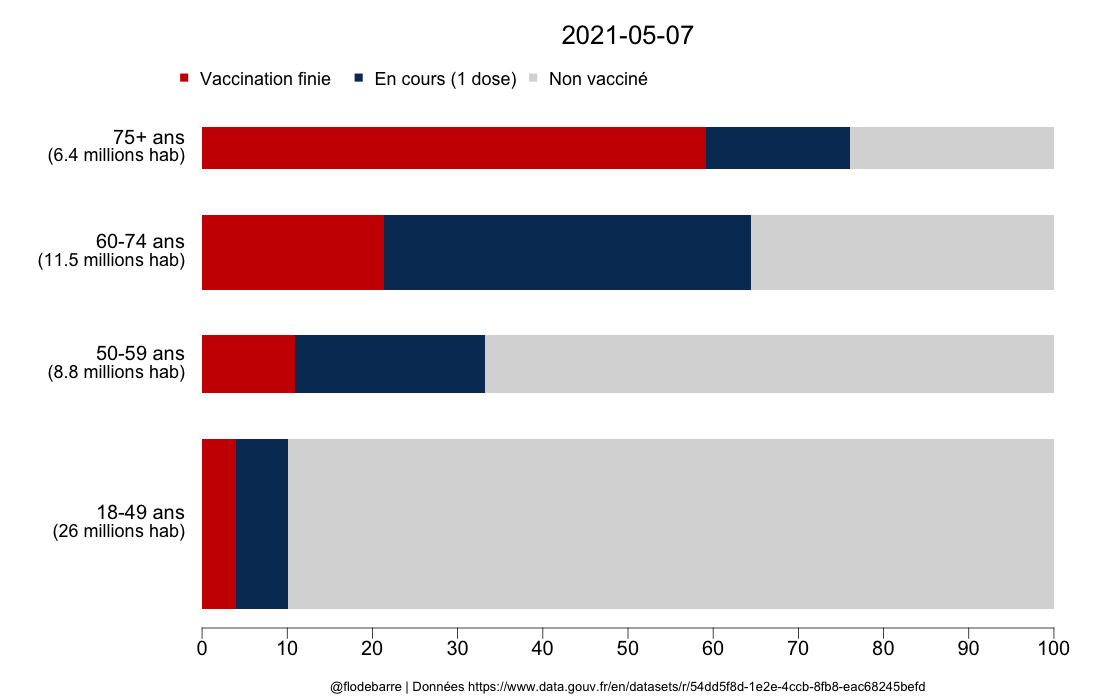 2021-05-07
Vaccination finie En cours (1 dose) Non vacciné
75+ ans
(6.4 millions hab)
60-74 ans
(11.5 millions hab)
50-59 ans
(8.8 millions hab)
18-49 ans
(26 millions hab)
0 10 20 30 40 50 60 70 80 90 100
@flodebarre | Données https://www.data.gouv.fr/en/datasets/r/54dd5f8d-1e2e-4ccb-8fb8-eac68245befd